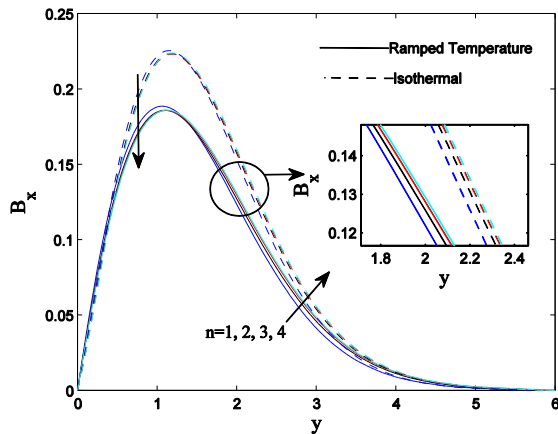 0.25
0.2
0.15
0.1
0.05
0
B_x
0 1 2 3 4 5 6
y
Ramped Temperature
Isothermal
n=1, 2, 3, 4
0.14
0.13
0.12
B_x
1.8 2 2.2 2.4
y